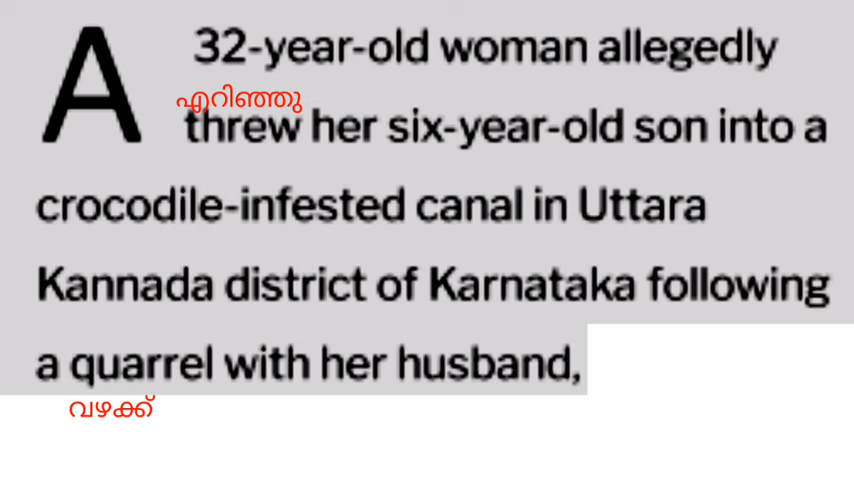 A 32-year-old woman allegedly
എറിഞ്ഞു
threw her six-year-old son into a
crocodile-infested canal in Uttara
Kannada district of Karnataka following
a quarrel with her husband,
വഴക്ക്